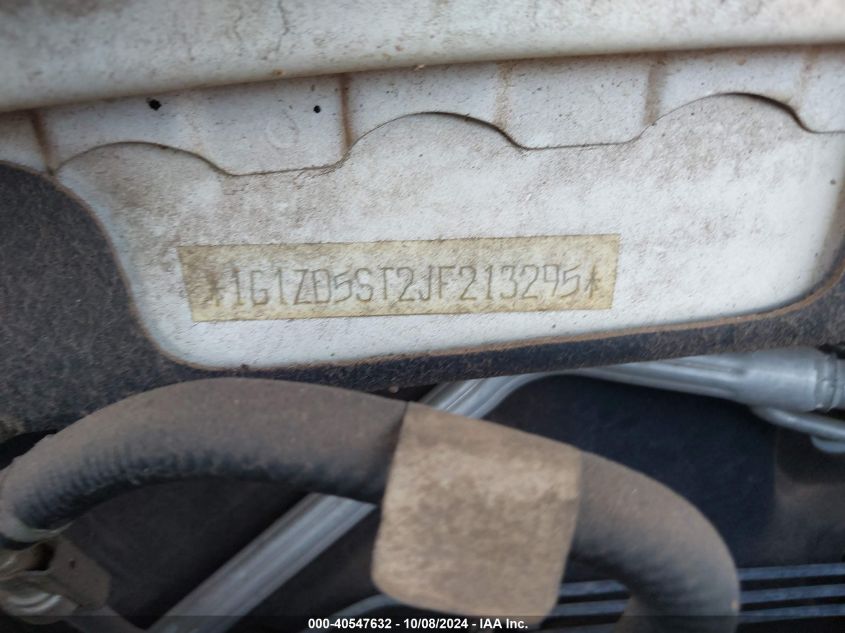 *1G1ZD5ST2JF213295*
000-40547632 - 10/08/2024 - IAA Inc.